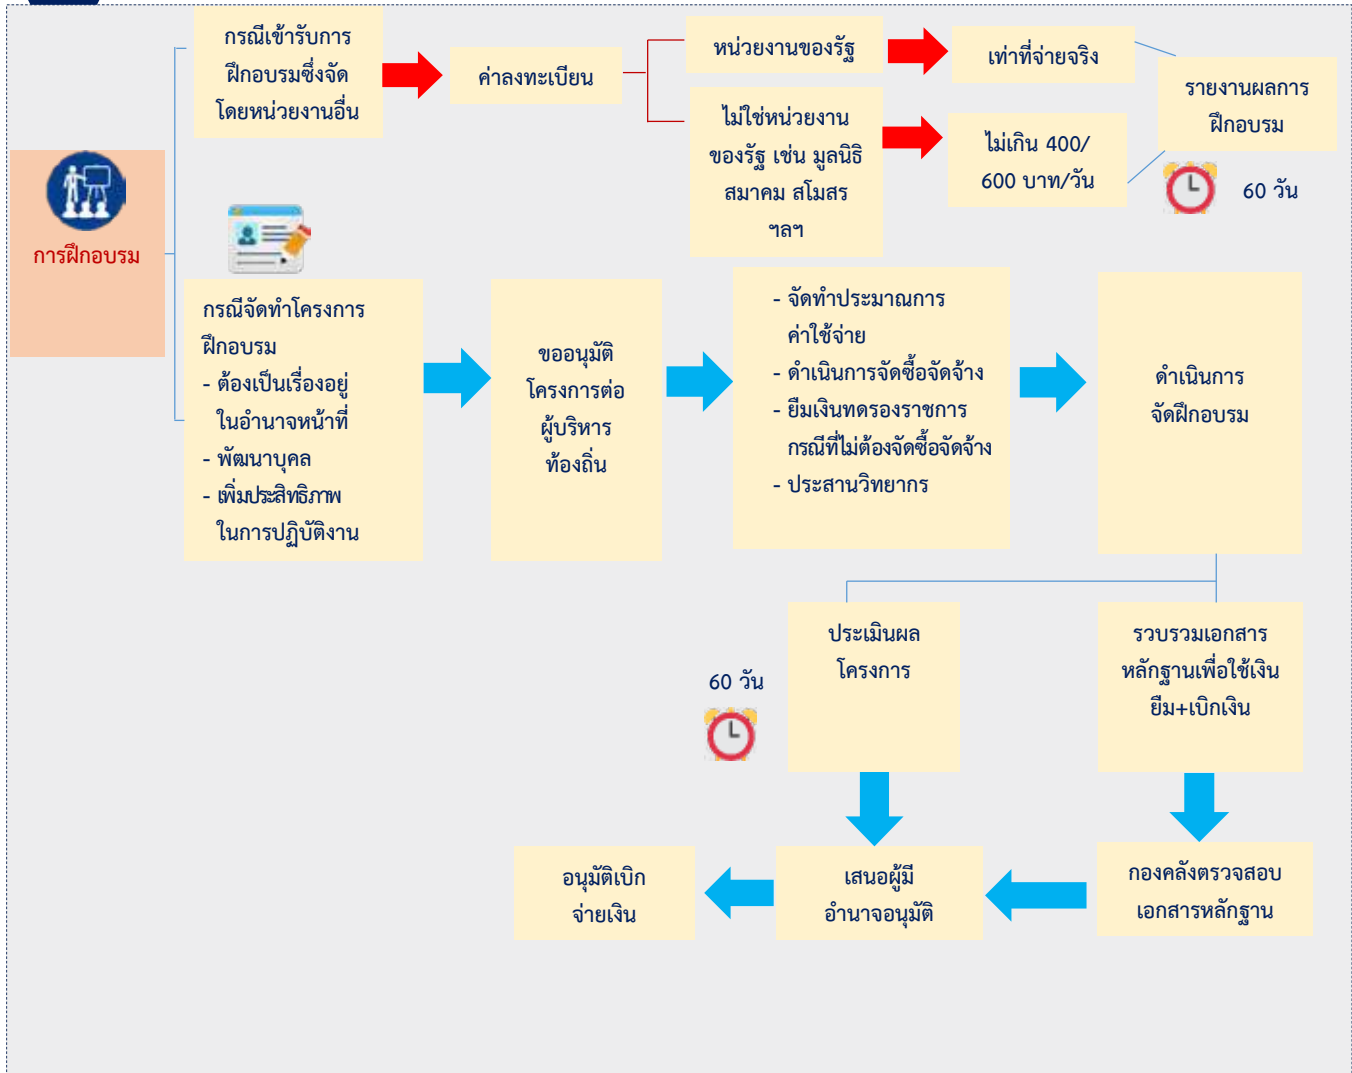 กรณีเข้ารับการ
ฝึกอบรมซึ่งจัด
โดยหน่วยงานอื่น
ค่าลงทะเบียน
หน่วยงานของรัฐ
เท่าที่จ่ายจริง
ไม่ใช่หน่วยงาน
ของรัฐ เช่น มูลนิธิ
สมาคม สโมสร
ฯลฯ
ไม่เกิน 400/
600 บาท/วัน
รายงานผลการ
ฝึกอบรม
60 วัน
การฝึกอบรม
กรณีจัดทำโครงการ
ฝึกอบรม
- ต้องเป็นเรื่องอยู่
ในอำนาจหน้าที่
- พัฒนาบุคล
- เพิ่มประสิทธิภาพ
ในการปฏิบัติงาน
ขออนุมัติ
โครงการต่อ
ผู้บริหาร
ท้องถิ่น
- จัดทำประมาณการ
ค่าใช้จ่าย
- ดำเนินการจัดซื้อจัดจ้าง
- ยืมเงินทดรองราชการ
กรณีที่ไม่ต้องจัดซื้อจัดจ้าง
- ประสานวิทยากร
ดำเนินการ
จัดฝึกอบรม
ประเมินผล
โครงการ
60 วัน
รวบรวมเอกสาร
หลักฐานเพื่อใช้เงิน
ยืม+เบิกเงิน
กองคลังตรวจสอบ
เอกสารหลักฐาน
เสนอผู้มี
อำนาจอนุมัติ
อนุมัติเบิก
จ่ายเงิน